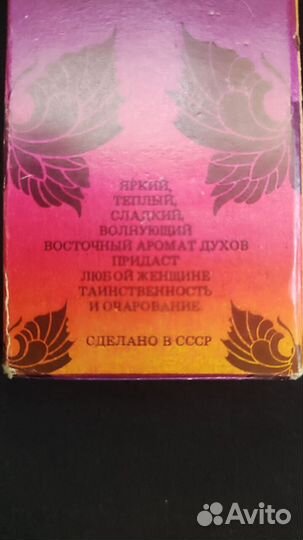 ЯРКИЙ,
ТЕПЛЫЙ,
СЛАДКИЙ,
ВОЛНУЮЩИЙ
ВОСТОЧНЫЙ АРОМАТ ДУХОВ
ПРИДАСТ
ЛЮБОЙ ЖЕНЩИНЕ
ТАИНСТВЕННОСТЬ
И ОЧАРОВАНИЕ.
СДЕЛАНО В СССР
Avito